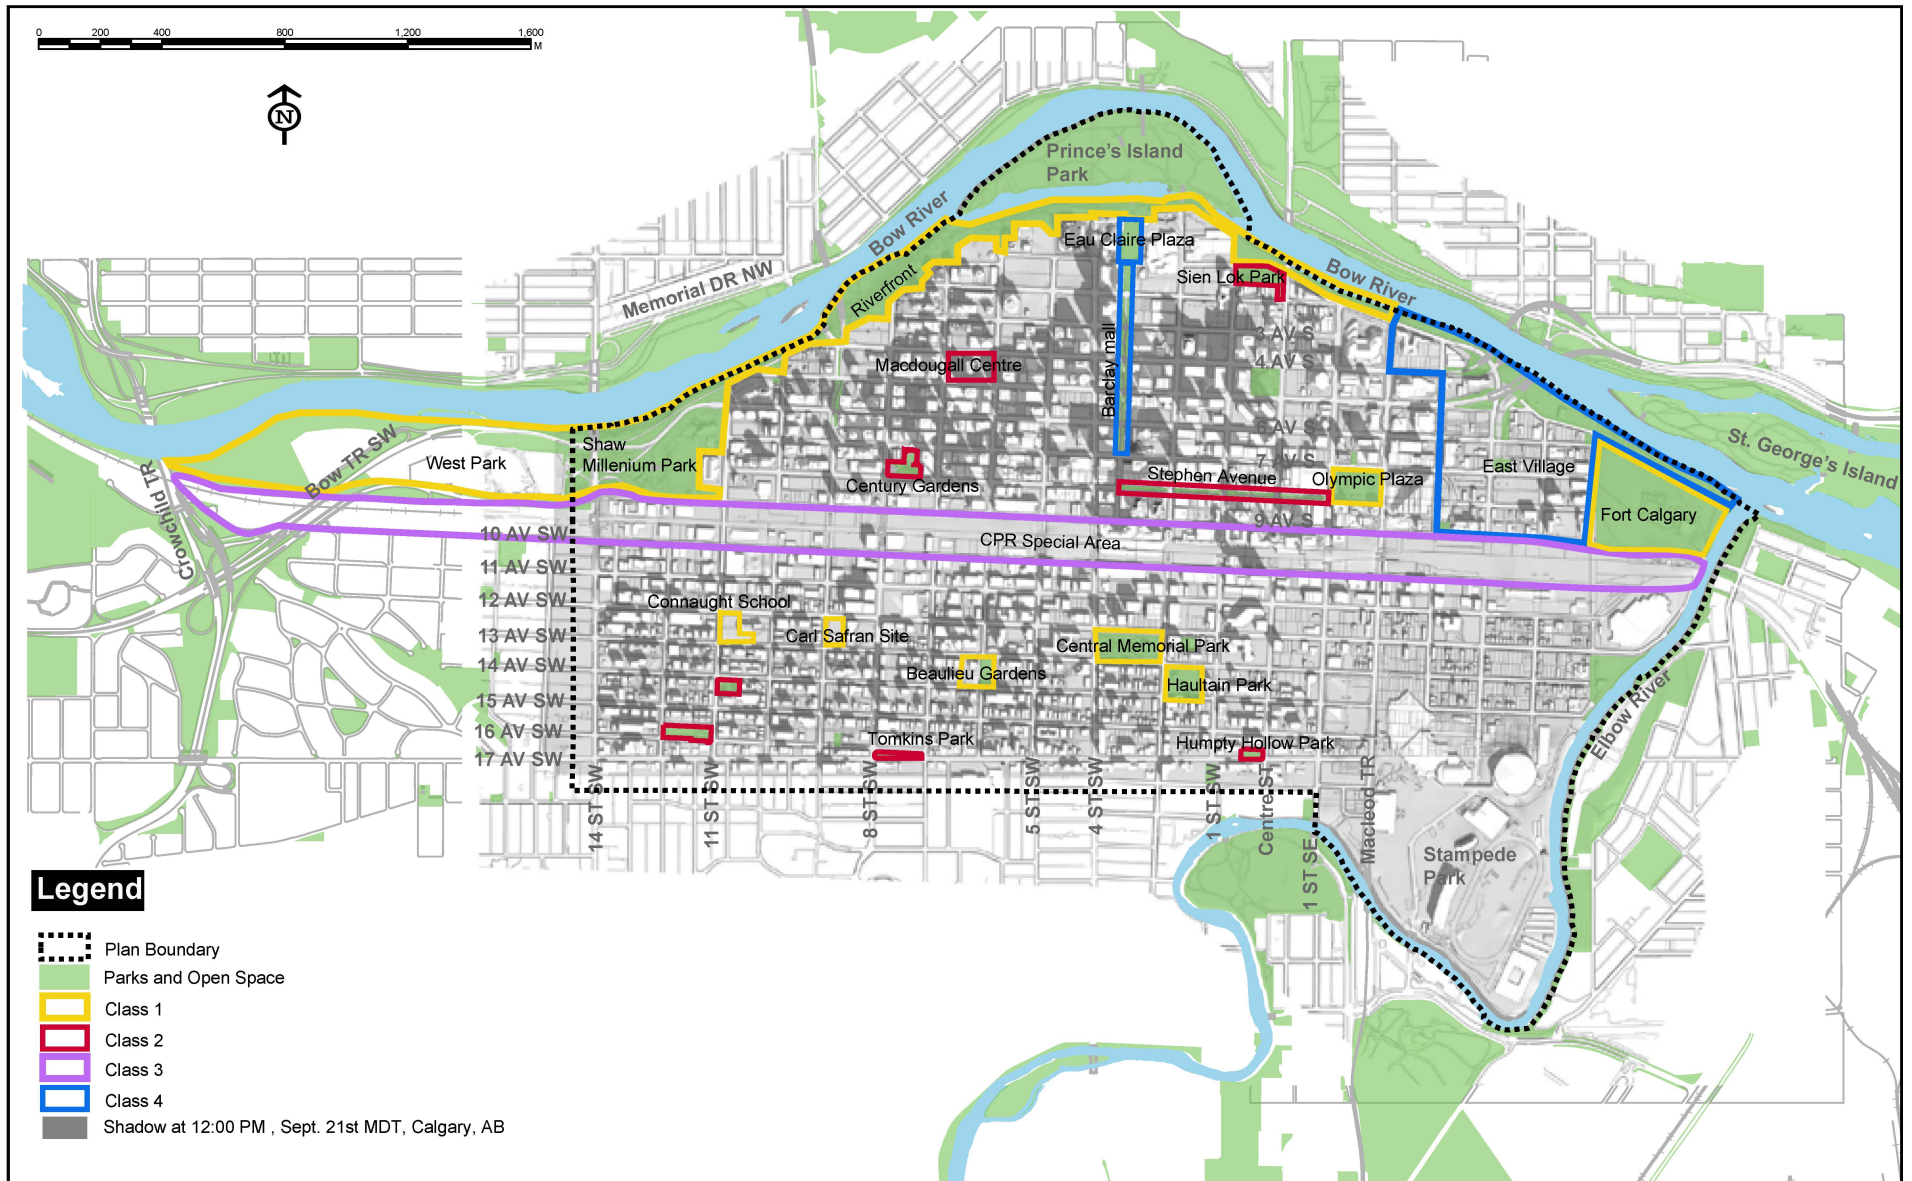 0 200 400 800 1,200 1,600
M
N
Prince's Island
Park
Bow River
Eau Claire Plaza
Riverfront
Sien Lok Park
Bow River
Memorial DR NW
3 AV S
4 AV S
Macdougall Centre
Barclay mall
6 AV S
St. George's Island
Shaw
Millenium Park
West Park
Bow TR SW
7 AV S
East Village
Stephen Avenue
Olympic Plaza
Century Gardens
Crowchild TR
Fort Calgary
9 AV S
10 AV SW
CPR Special Area
11 AV SW
12 AV SW
Connaught School
13 AV SW
Carl Safran Site
Central Memorial Park
14 AV SW
Beaulieu Gardens
Haultain Park
15 AV SW
Elbow River
16 AV SW
Tomkins Park
Humpty Hollow Park
17 AV SW
14 ST SW
11 ST SW
8 ST SW
5 ST SW
4 ST SW
1 ST SW
Centre ST
1 ST SE
Macleod TR
Stampede
Park
Legend
Plan Boundary
Parks and Open Space
Class 1
Class 2
Class 3
Class 4
Shadow at 12:00 PM , Sept. 21st MDT, Calgary, AB